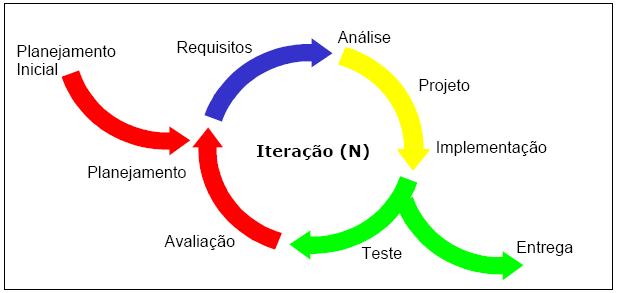 Planejamento
Inicial
Requisitos
Análise
Projeto
Implementação
Iteração (N)
Planejamento
Avaliação
Teste
Entrega